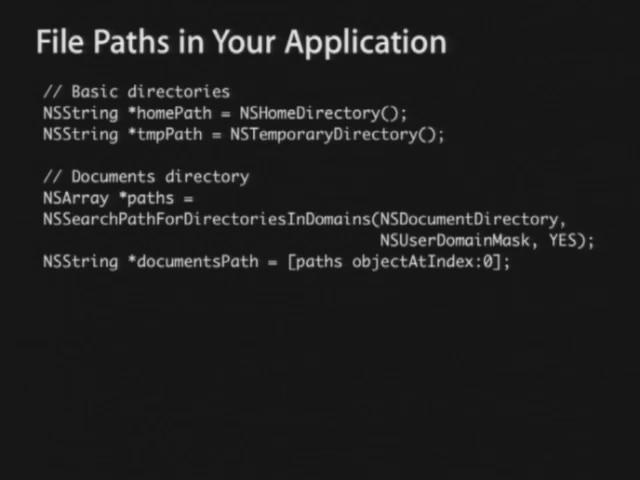 File Paths in Your Application
// Basic directories
NSString *homePath = NSHomeDirectory();
NSString *tmpPath = NSTemporaryDirectory();
// Documents directory
NSArray *paths =
NSSearchPathForDirectoriesInDomains(NSDocumentDirectory,
NSUserDomainMask, YES);
NSString *documentsPath = [paths objectAtIndex:0];